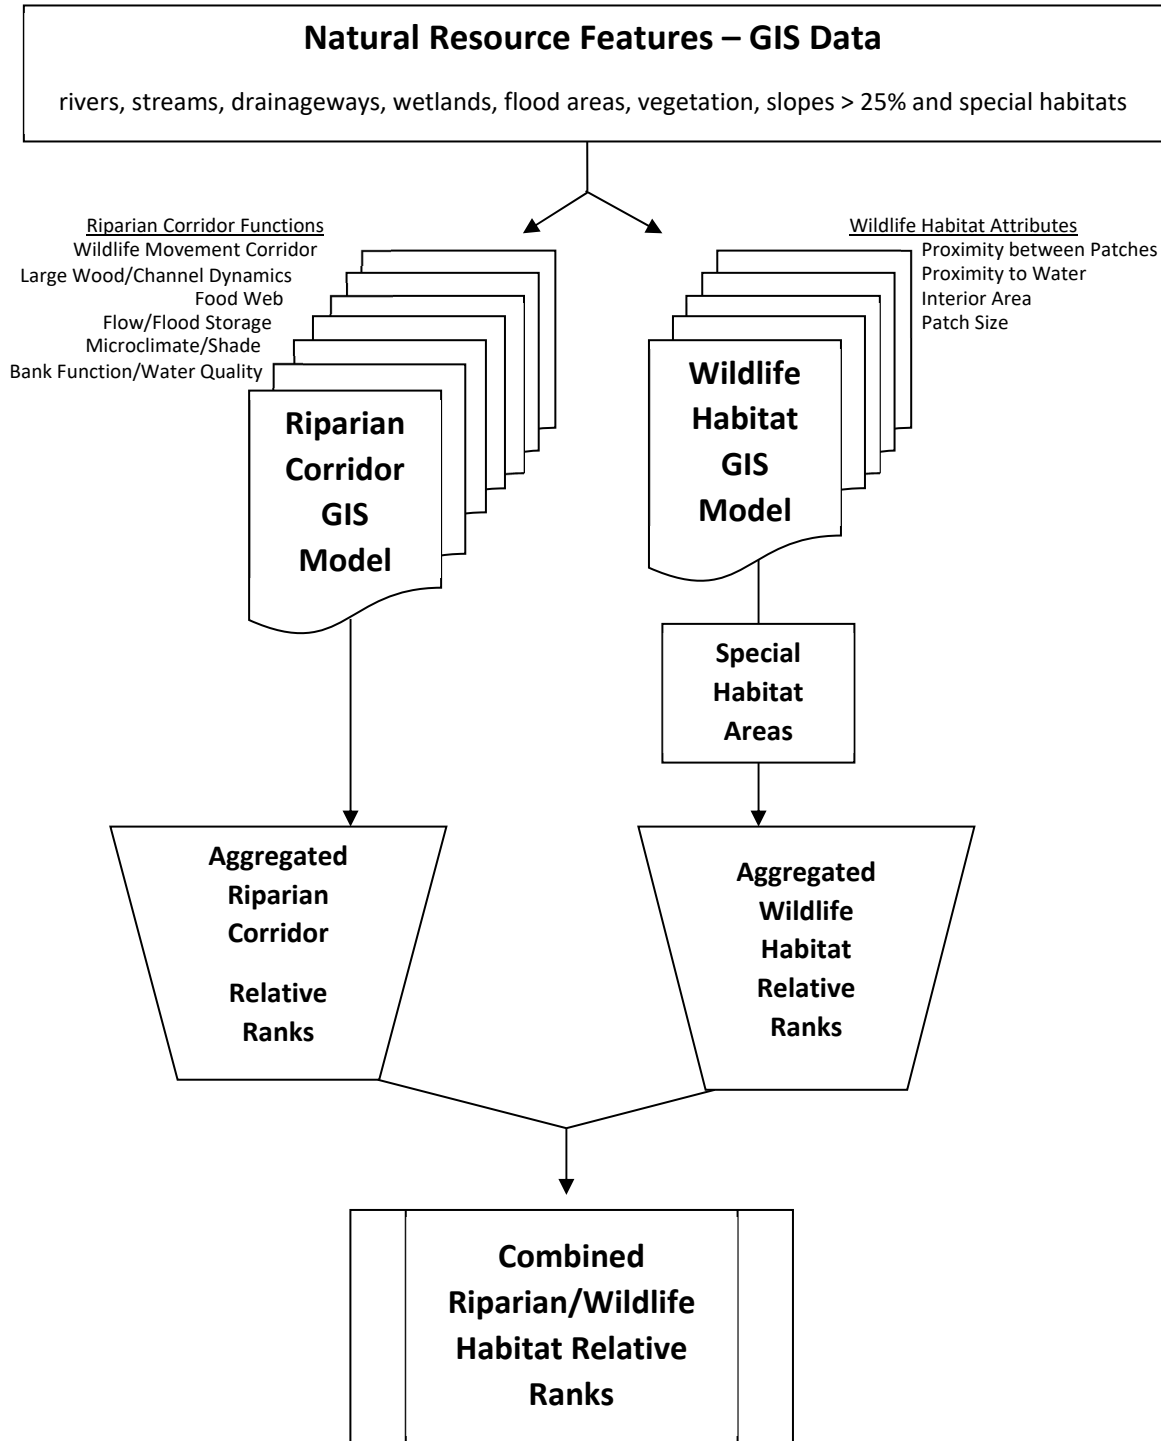 Natural Resource Features – GIS Data
rivers, streams, drainageways, wetlands, flood areas, vegetation, slopes > 25% and special habitats
Riparian Corridor Functions
Wildlife Movement Corridor
Large Wood/Channel Dynamics
Food Web
Flow/Flood Storage
Microclimate/Shade
Bank Function/Water Quality
Wildlife Habitat Attributes
Proximity between Patches
Proximity to Water
Interior Area
Patch Size
Riparian
Corridor
GIS
Model
Wildlife
Habitat
GIS
Model
Special
Habitat
Areas
Aggregated
Riparian
Corridor
Relative
Ranks
Aggregated
Wildlife
Habitat
Relative
Ranks
Combined
Riparian/Wildlife
Habitat Relative
Ranks